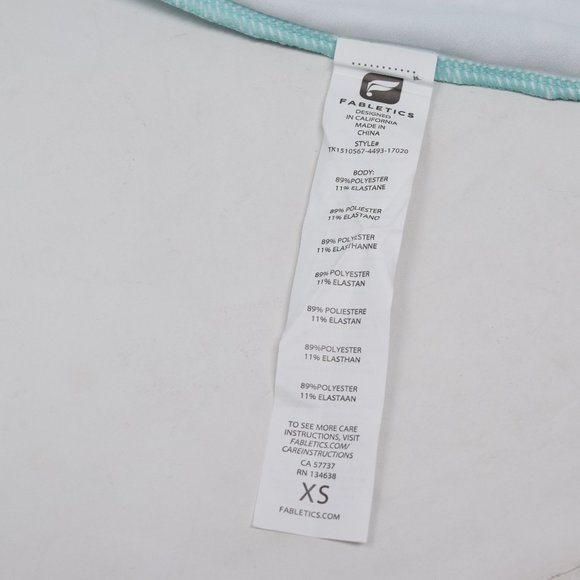 FABLETICS
DESIGNED
IN CALIFORNIA
MADE IN
CHINA
STYLE#
TK1510567-4493-17020
BODY:
89%POLYESTER
11% ELASTANE
89% POLIESTER
11% ELASTANO
89% POLYESTER
11% ELASTHANNE
89% POLYESTER
11% ELASTAN
89% POLIESTERE
11% ELASTAN
89%POLYESTER
11% ELASTHAN
89%POLYESTER
11% ELASTAAN
TO SEE MORE CARE
INSTRUCTIONS, VISIT
FABLETICS.COM/
CAREINSTRUCTIONS
CA 57737
RN 134638
XS
FABLETICS.COM